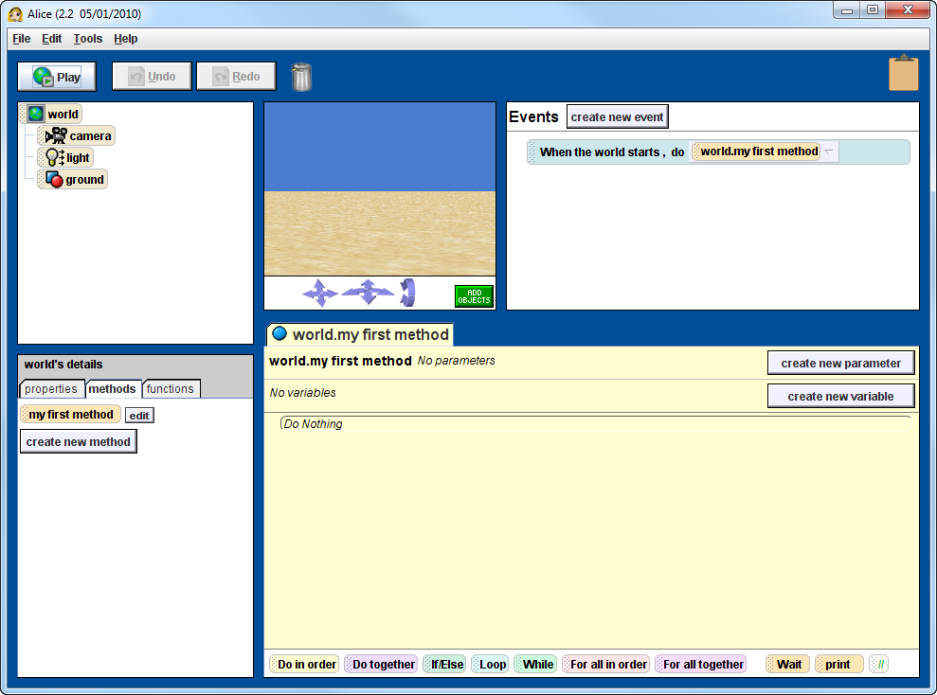 Alice (2.2 05/01/2010)
File Edit Tools Help
Play Undo Redo
world
camera
light
ground
ADD
OBJECTS
Events create new event
When the world starts , do world.my first method
world's details
properties methods functions
my first method edit
create new method
world.my first method
world.my first method No parameters create new parameter
No variables create new variable
Do Nothing
Do in order Do together If/Else Loop While For all in order For all together Wait print //